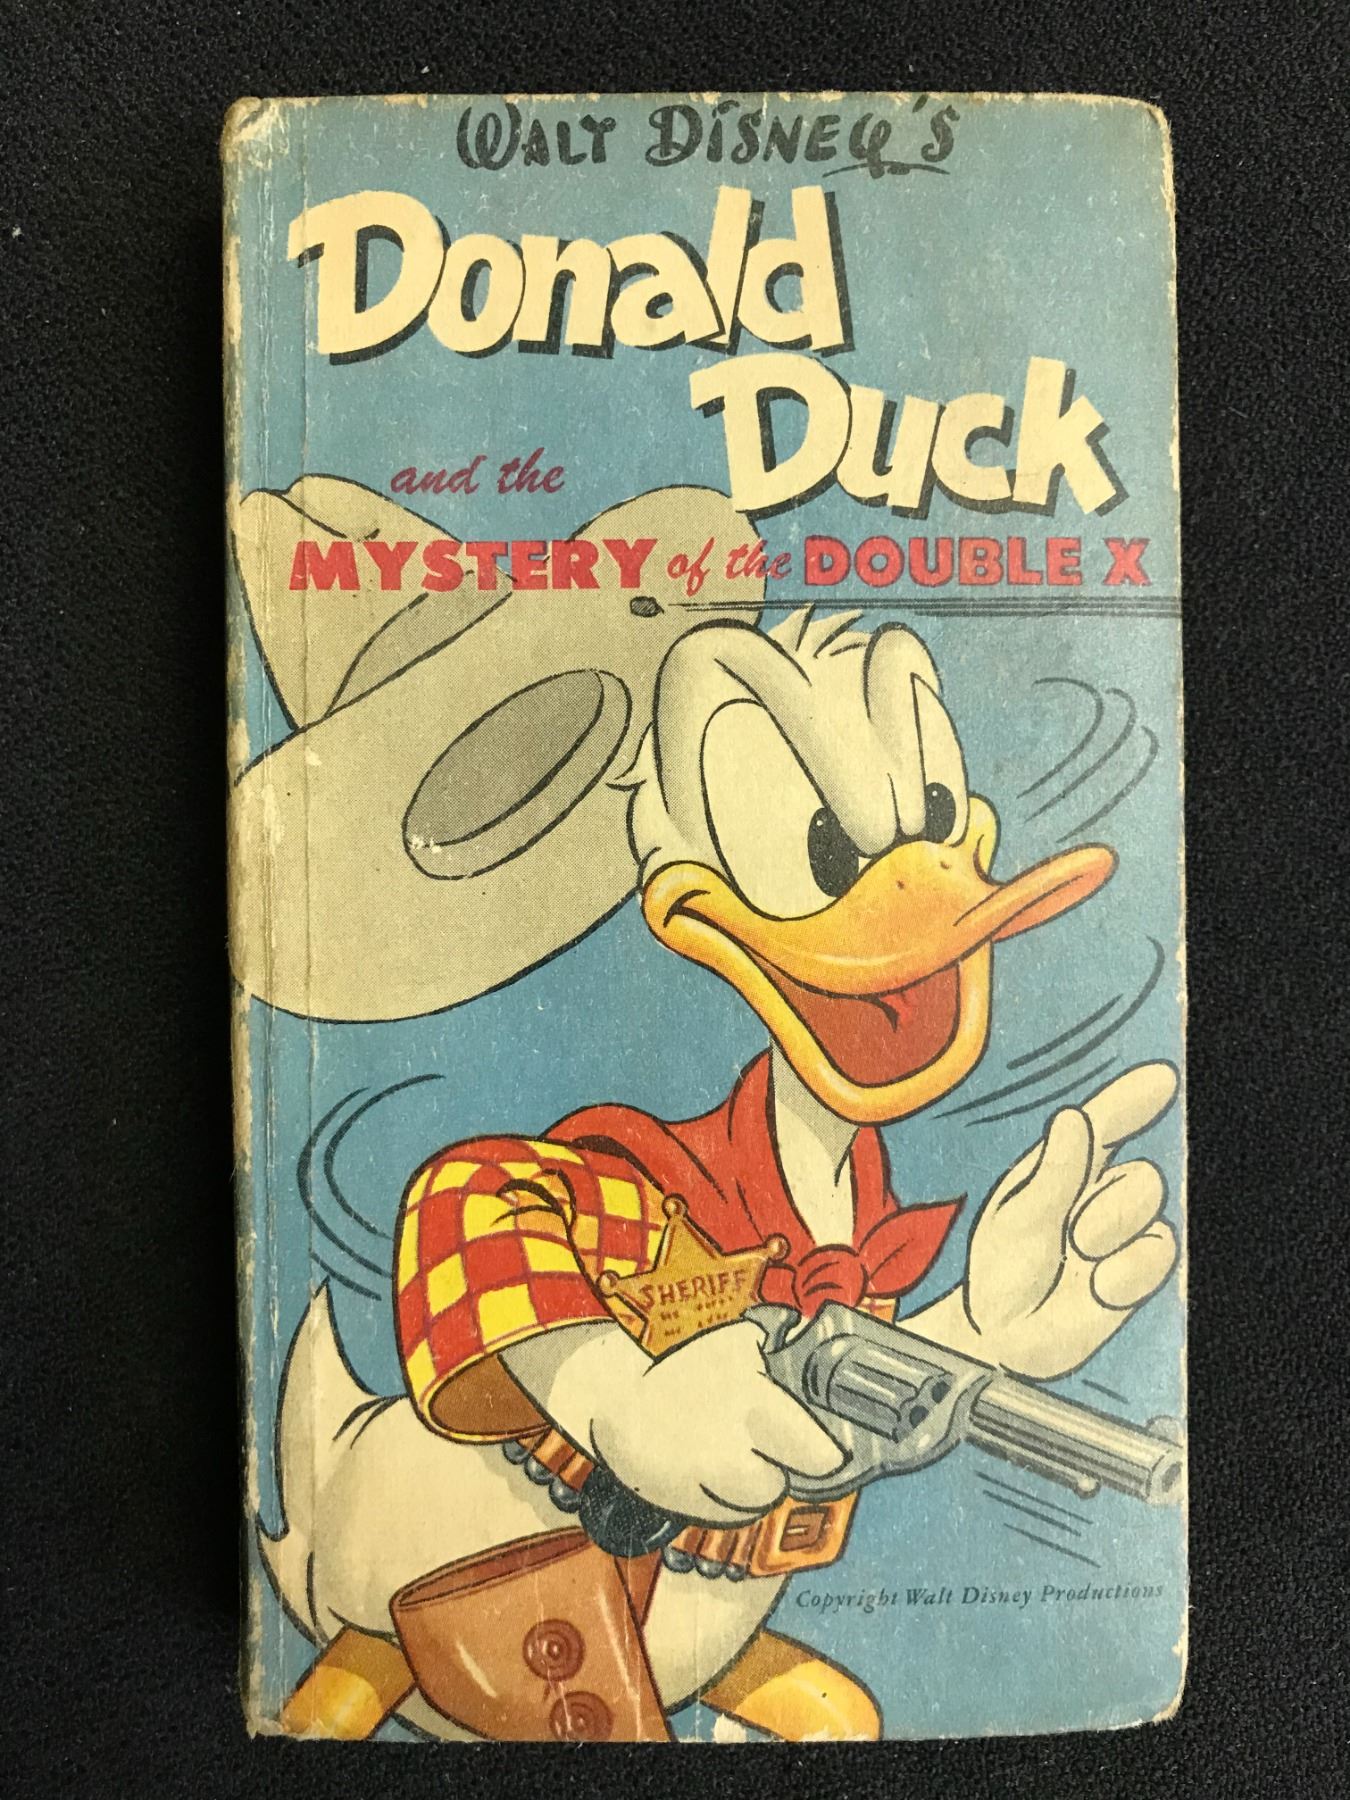 WALT DISNEY'S
Donald
Duck
and the
MYSTERY of the DOUBLE X
SHERIFF
Copyright Walt Disney Productions